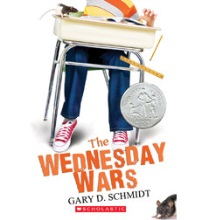 The
WEDNESDAY
WARS
GARY D. SCHMIDT
SCHOLASTIC